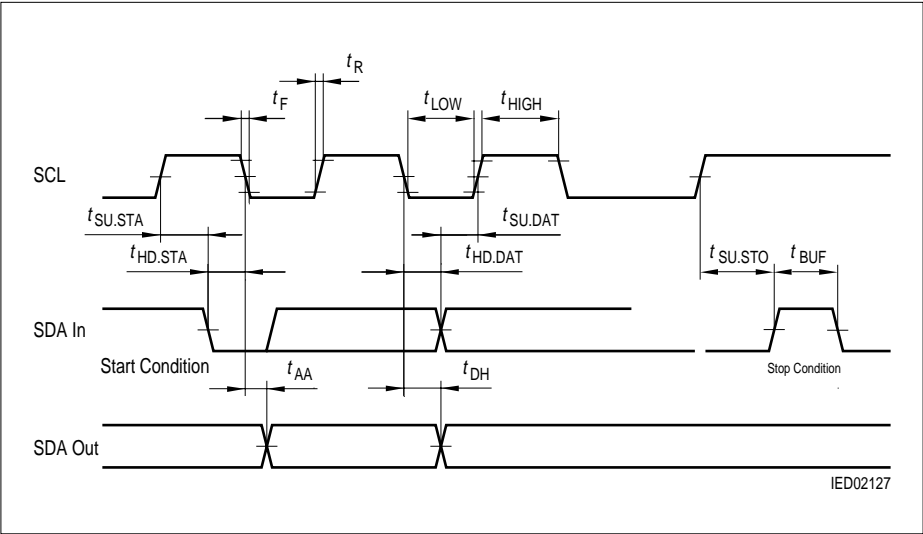 tR
tF
tLOW
tHIGH
SCL
tSU.STA
tSU.DAT
tHD.STA
tHD.DAT
tSU.STO
tBUF
SDA In
Start Condition
tAA
tDH
Stop Condition
SDA Out
IED02127